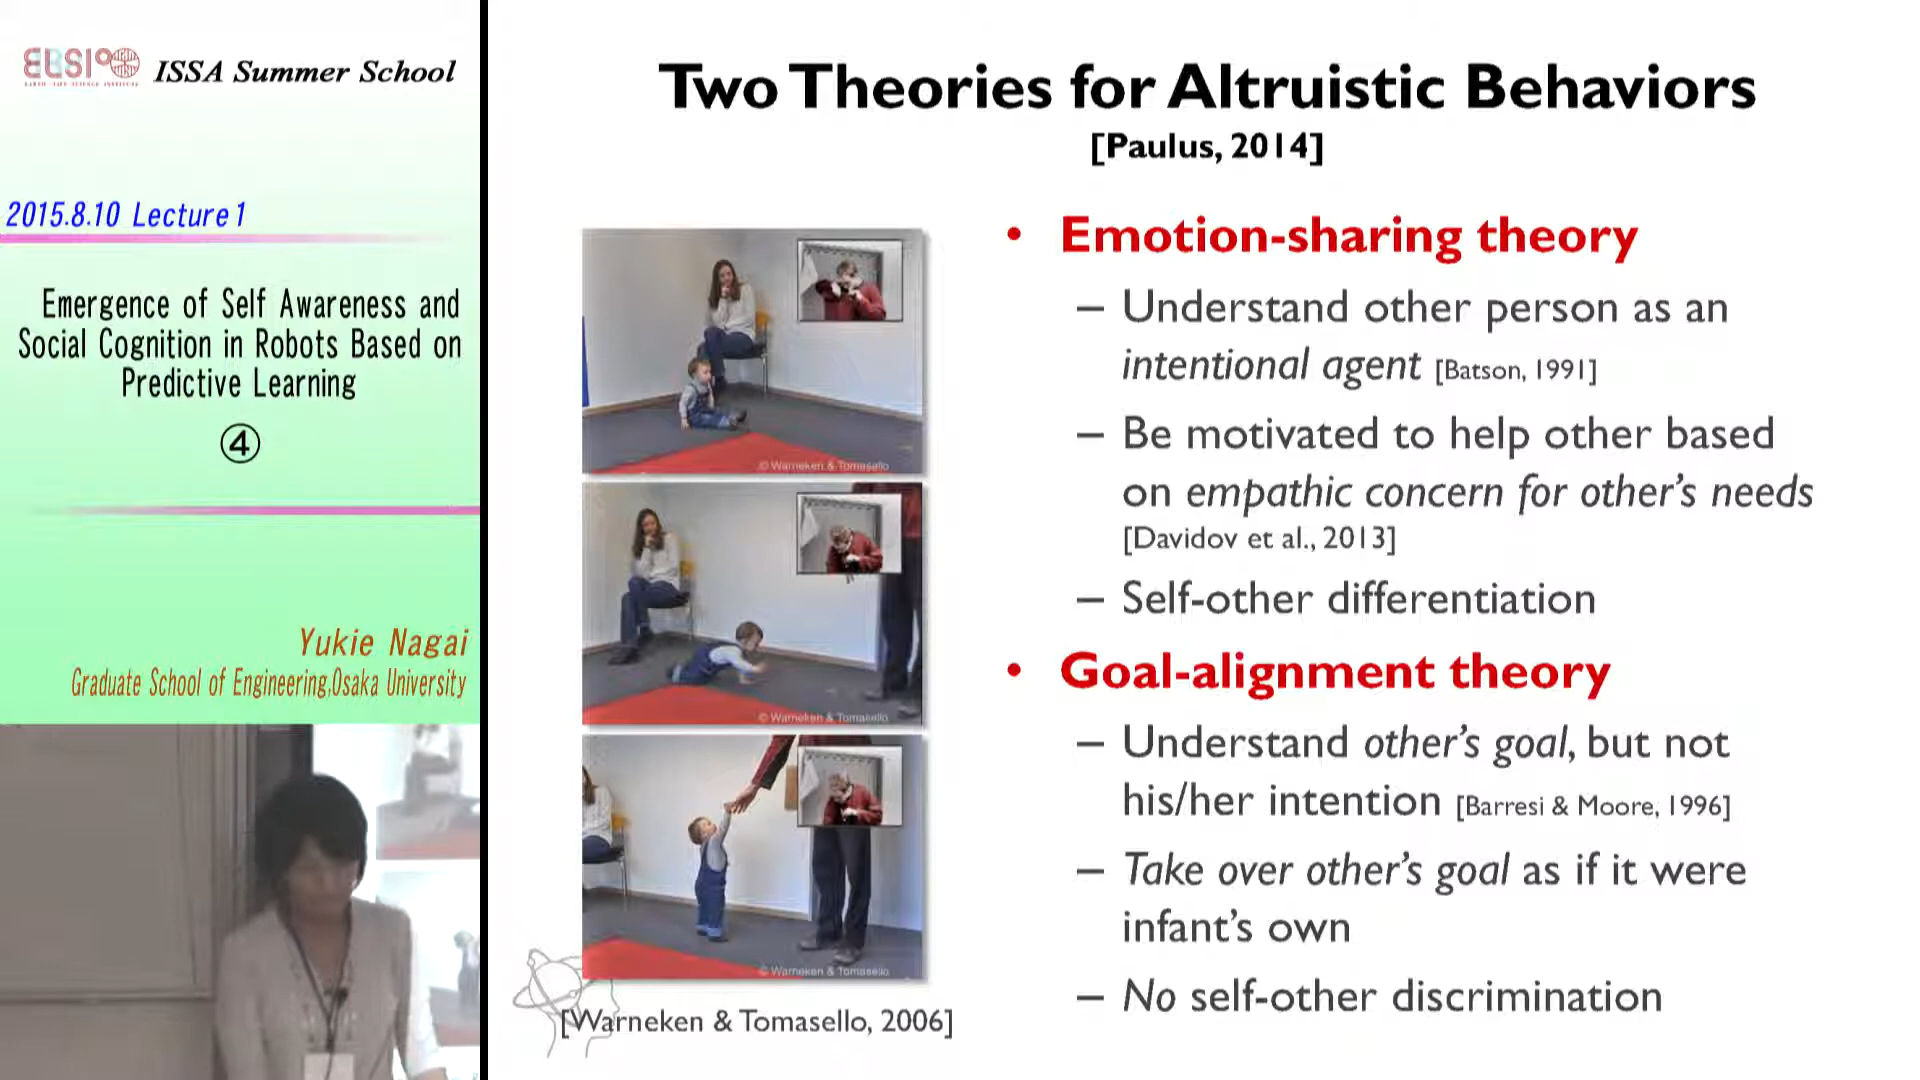 ELSI
EARTH-LIFE SCIENCE INSTITUTE
ISSA Summer School
2015.8.10 Lecture1
Emergence of Self Awareness and
Social Cognition in Robots Based on
Predictive Learning
④
Yukie Nagai
Graduate School of Engineering,Osaka University
Two Theories for Altruistic Behaviors
[Paulus, 2014]
© Warneken & Tomasello
© Warneken & Tomasello
© Warneken & Tomasello
[Warneken & Tomasello, 2006]
• Emotion-sharing theory
– Understand other person as an
intentional agent [Batson, 1991]
– Be motivated to help other based
on empathic concern for other's needs
[Davidov et al., 2013]
– Self-other differentiation
• Goal-alignment theory
– Understand other's goal, but not
his/her intention [Barresi & Moore, 1996]
– Take over other's goal as if it were
infant's own
– No self-other discrimination